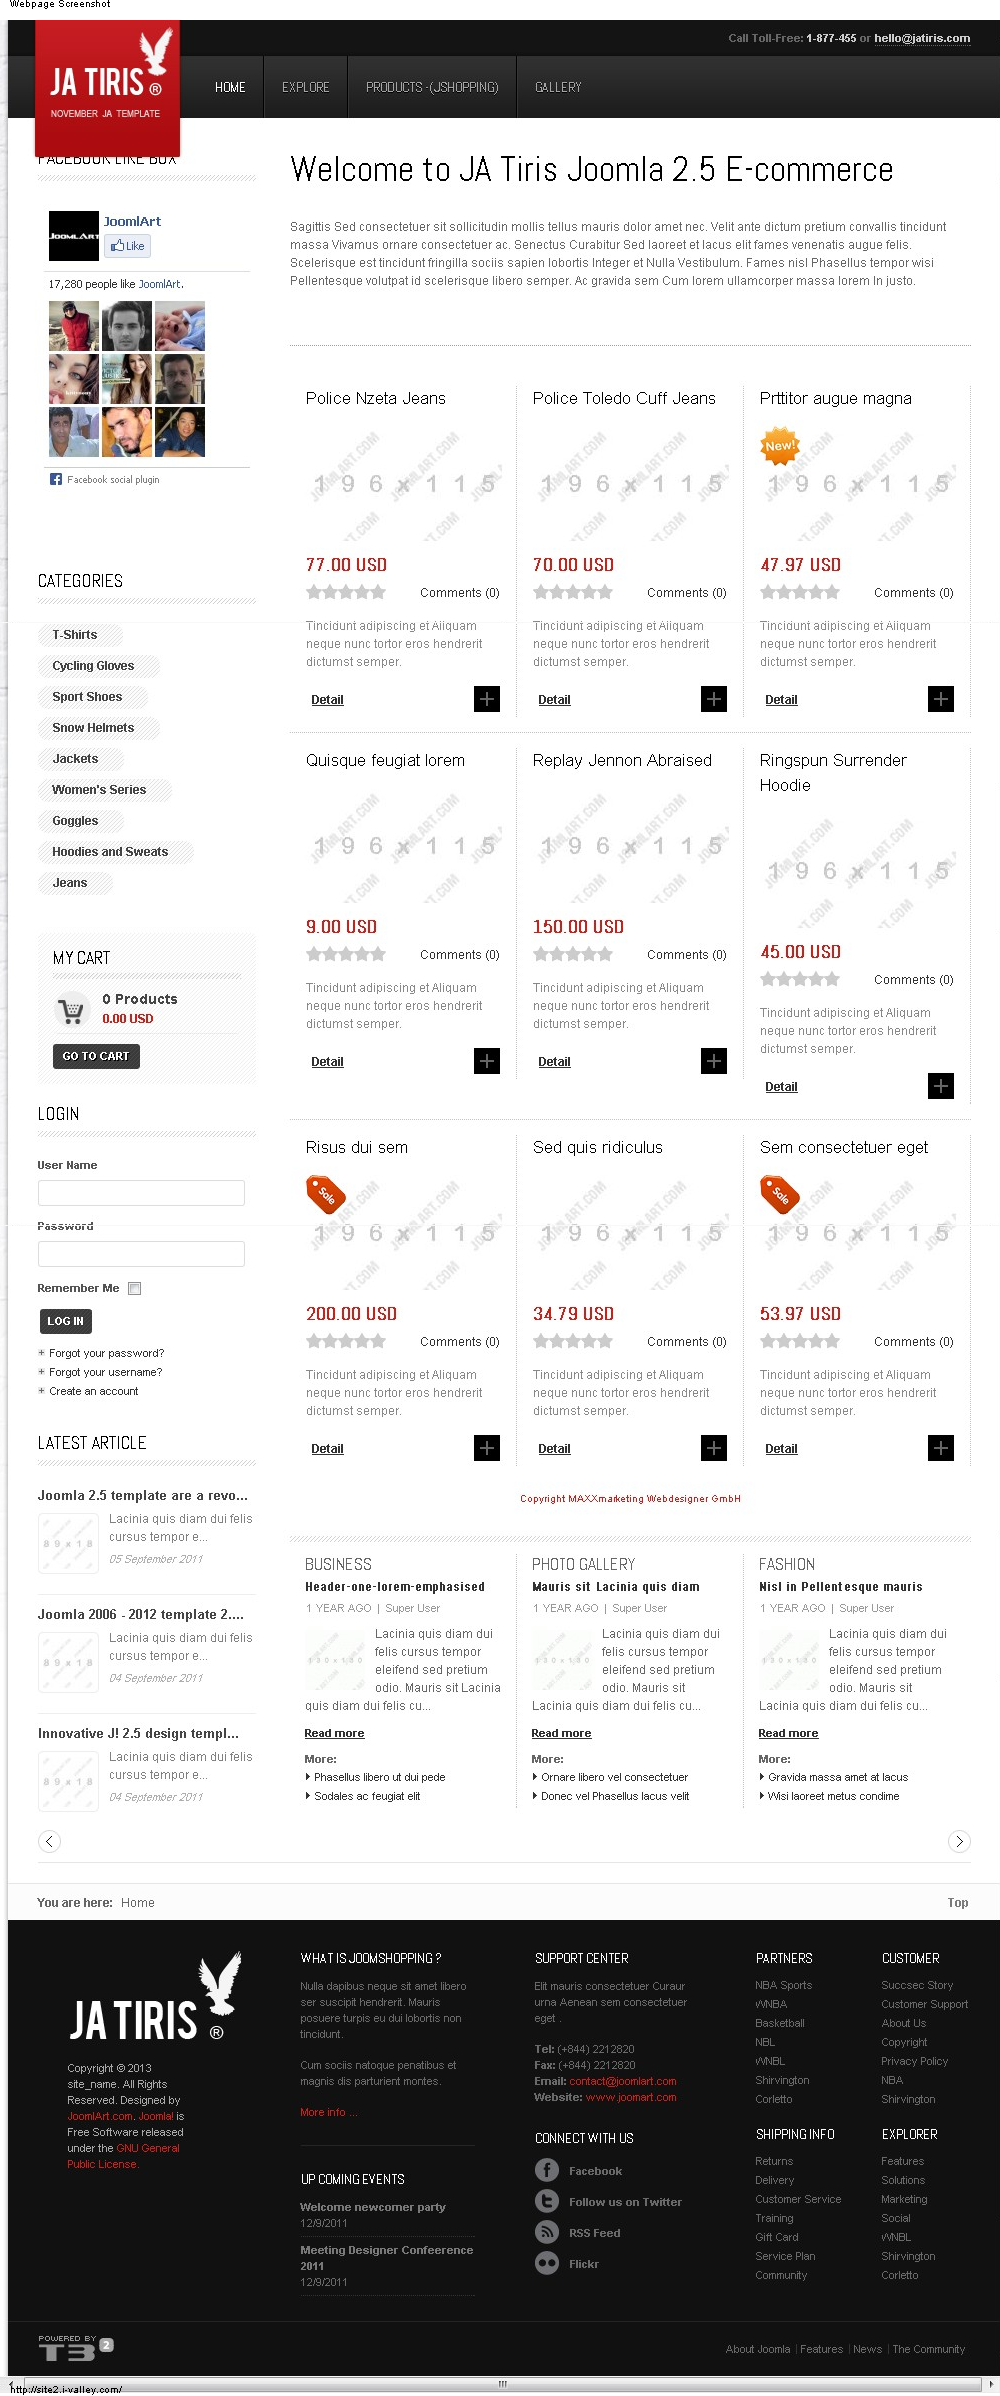 Webpage Screenshot
Call Toll-Free: 1-877-455 or hello@jatiris.com
JA TIRIS ®
NOVEMBER JA TEMPLATE
HOME
EXPLORE
PRODUCTS -(JSHOPPING)
GALLERY
FACEBOOK LIKE BOX
JoomlArt
JOOMLART
Like
17,280 people like JoomlArt.
Facebook social plugin
CATEGORIES
T-Shirts
Cycling Gloves
Sport Shoes
Snow Helmets
Jackets
Women's Series
Goggles
Hoodies and Sweats
Jeans
MY CART
0 Products
0.00 USD
GO TO CART
LOGIN
User Name
Password
Remember Me
LOG IN
Forgot your password?
Forgot your username?
Create an account
LATEST ARTICLE
Joomla 2.5 template are a revo...
89x18
Lacinia quis diam dui felis
cursus tempor e...
05 September 2011
Joomla 2006 - 2012 template 2....
89x18
Lacinia quis diam dui felis
cursus tempor e...
04 September 2011
Innovative J! 2.5 design templ...
89x18
Lacinia quis diam dui felis
cursus tempor e...
04 September 2011
Welcome to JA Tiris Joomla 2.5 E-commerce
Sagittis Sed consectetuer sit sollicitudin mollis tellus mauris dolor amet nec. Velit ante dictum pretium convallis tincidunt
massa Vivamus ornare consectetuer ac. Senectus Curabitur Sed laoreet et lacus elit fames venenatis augue felis.
Scelerisque est tincidunt fringilla sociis sapien lobortis Integer et Nulla Vestibulum. Fames nisl Phasellus tempor wisi
Pellentesque volutpat id scelerisque libero semper. Ac gravida sem Cum lorem ullamcorper massa lorem In justo.
Police Nzeta Jeans
196x115
77.00 USD
Comments (0)
Tincidunt adipiscing et Aliquam
neque nunc tortor eros hendrerit
dictumst semper.
Detail
Police Toledo Cuff Jeans
196x115
70.00 USD
Comments (0)
Tincidunt adipiscing et Aliquam
neque nunc tortor eros hendrerit
dictumst semper.
Detail
Prttitor augue magna
New!
196x115
47.97 USD
Comments (0)
Tincidunt adipiscing et Aliquam
neque nunc tortor eros hendrerit
dictumst semper.
Detail
Quisque feugiat lorem
196x115
9.00 USD
Comments (0)
Tincidunt adipiscing et Aliquam
neque nunc tortor eros hendrerit
dictumst semper.
Detail
Replay Jennon Abraised
196x115
150.00 USD
Comments (0)
Tincidunt adipiscing et Aliquam
neque nunc tortor eros hendrerit
dictumst semper.
Detail
Ringspun Surrender
Hoodie
196x115
45.00 USD
Comments (0)
Tincidunt adipiscing et Aliquam
neque nunc tortor eros hendrerit
dictumst semper.
Detail
Risus dui sem
Sale
196x115
200.00 USD
Comments (0)
Tincidunt adipiscing et Aliquam
neque nunc tortor eros hendrerit
dictumst semper.
Detail
Sed quis ridiculus
196x115
34.79 USD
Comments (0)
Tincidunt adipiscing et Aliquam
neque nunc tortor eros hendrerit
dictumst semper.
Detail
Sem consectetuer eget
Sale
196x115
53.97 USD
Comments (0)
Tincidunt adipiscing et Aliquam
neque nunc tortor eros hendrerit
dictumst semper.
Detail
Copyright MAXXmarketing Webdesigner GmbH
BUSINESS
Header-one-lorem-emphasised
1 YEAR AGO | Super User
130x130
Lacinia quis diam dui
felis cursus tempor
eleifend sed pretium
odio. Mauris sit Lacinia
quis diam dui felis cu...
Read more
More:
Phasellus libero ut dui pede
Sodales ac feugiat elit
PHOTO GALLERY
Mauris sit Lacinia quis diam
1 YEAR AGO | Super User
130x130
Lacinia quis diam dui
felis cursus tempor
eleifend sed pretium
odio. Mauris sit
Lacinia quis diam dui felis cu...
Read more
More:
Ornare libero vel consectetuer
Donec vel Phasellus lacus velit
FASHION
Nisl in Pellentesque mauris
1 YEAR AGO | Super User
130x130
Lacinia quis diam dui
felis cursus tempor
eleifend sed pretium
odio. Mauris sit
Lacinia quis diam dui felis cu...
Read more
More:
Gravida massa amet at lacus
Wisi laoreet metus condime
You are here: Home
Top
JA TIRIS ®
Copyright © 2013
site_name. All Rights
Reserved. Designed by
JoomlArt.com. Joomla! is
Free Software released
under the GNU General
Public License.
WHAT IS JOOMSHOPPING ?
Nulla dapibus neque sit amet libero
ser suscipit hendrerit. Mauris
posuere turpis eu dui lobortis non
tincidunt.
Cum sociis natoque penatibus et
magnis dis parturient montes.
More info ...
UP COMING EVENTS
Welcome newcomer party
12/9/2011
Meeting Designer Confeerence
2011
12/9/2011
SUPPORT CENTER
Elit mauris consectetuer Curaur
urna Aenean sem consectetuer
eget .
Tel: (+844) 2212820
Fax: (+844) 2212820
Email: contact@joomlart.com
Website: www.joomart.com
CONNECT WITH US
Facebook
Follow us on Twitter
RSS Feed
Flickr
PARTNERS
NBA Sports
WNBA
Basketball
NBL
WNBL
Shirvington
Corletto
SHIPPING INFO
Returns
Delivery
Customer Service
Training
Gift Card
Service Plan
Community
CUSTOMER
Succsec Story
Customer Support
About Us
Copyright
Privacy Policy
NBA
Shirvington
EXPLORER
Features
Solutions
Marketing
Social
WNBL
Shirvington
Corletto
POWERED BY
T3 2
About Joomla | Features | News | The Community
http://site2.i-valley.com/